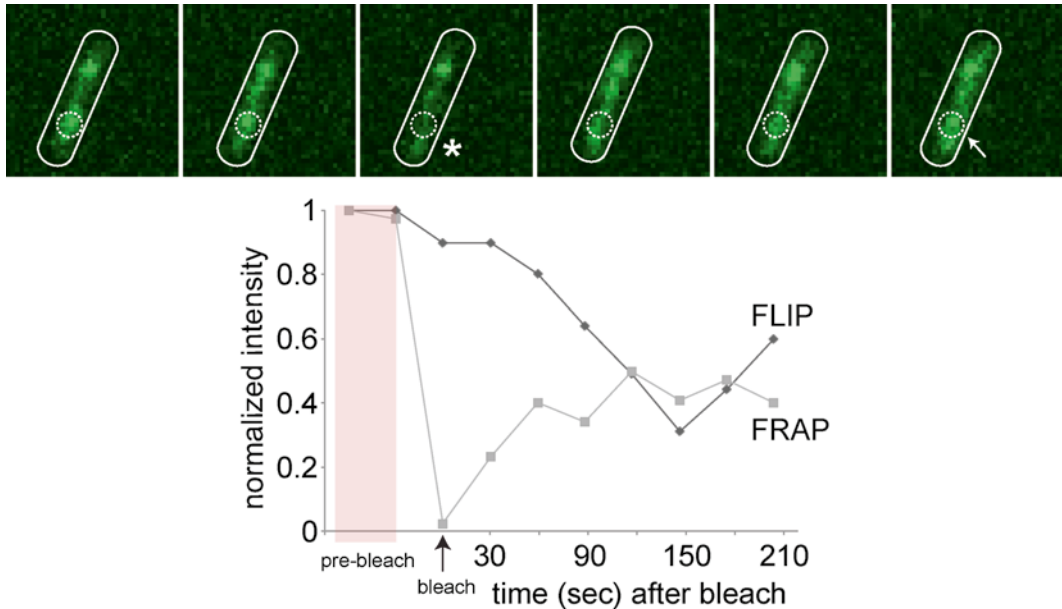 *
1
0.8
0.6
0.4
0.2
0
normalized intensity
FLIP
FRAP
pre-bleach
bleach
30 90 150 210
time (sec) after bleach